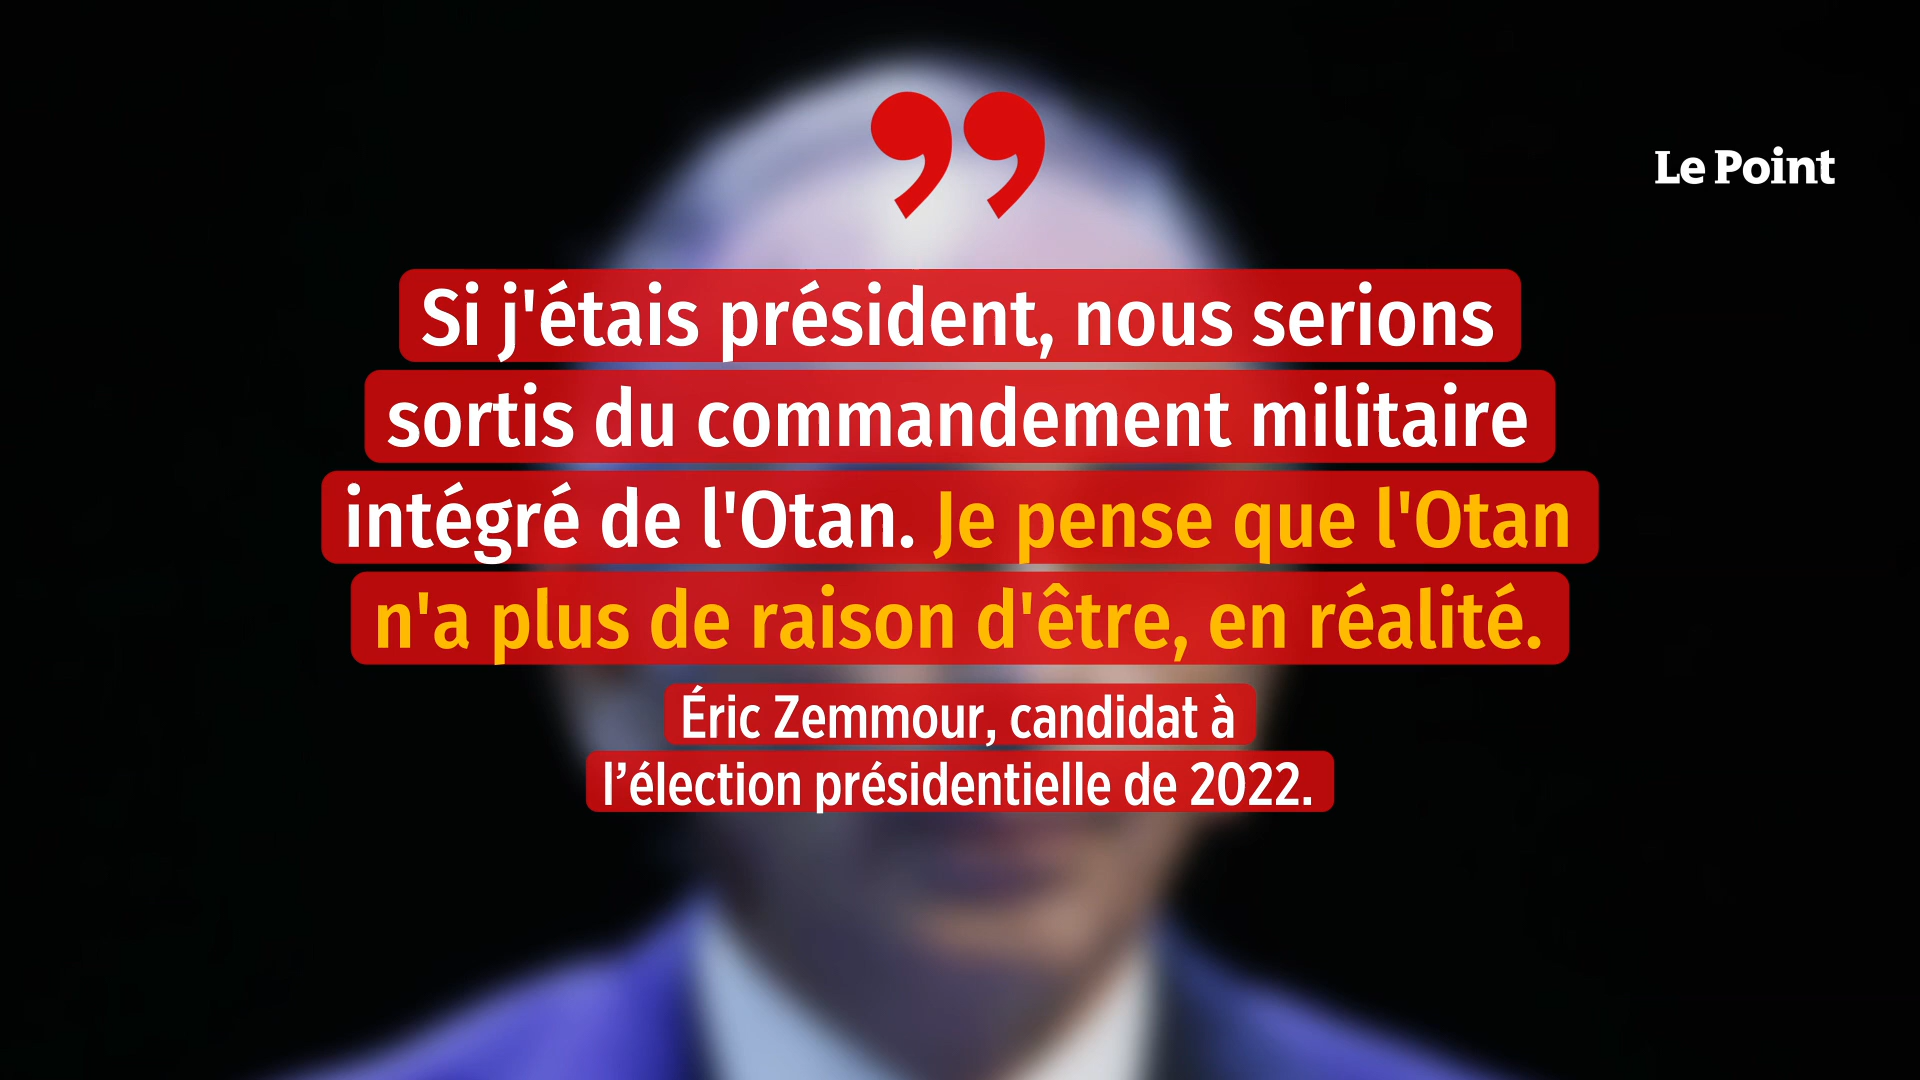 ”
Le Point
Si j'étais président, nous serions
sortis du commandement militaire
intégré de l'Otan. Je pense que l'Otan
n'a plus de raison d'être, en réalité.
Éric Zemmour, candidat à
l’élection présidentielle de 2022.